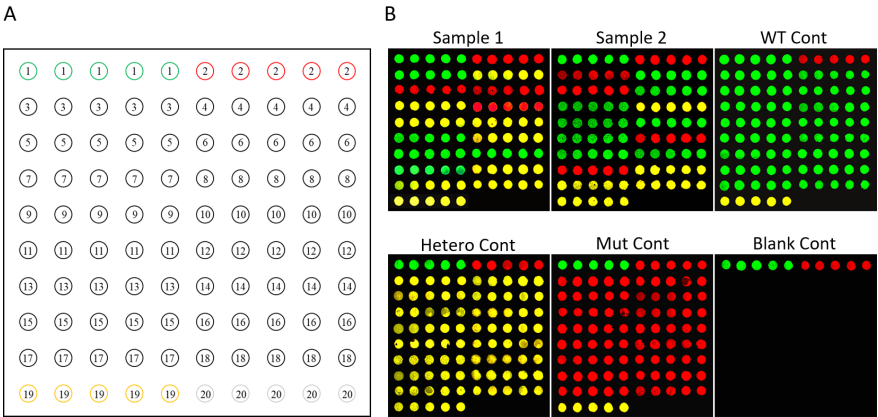 A
B
Sample 1
Sample 2
WT Cont
1 1 1 1 1 2 2 2 2 2
3 3 3 3 3 4 4 4 4 4
5 5 5 5 5 6 6 6 6 6
7 7 7 7 7 8 8 8 8 8
9 9 9 9 9 10 10 10 10 10
Hetero Cont
Mut Cont
Blank Cont
11 11 11 11 11 12 12 12 12 12
13 13 13 13 13 14 14 14 14 14
15 15 15 15 15 16 16 16 16 16
17 17 17 17 17 18 18 18 18 18
19 19 19 19 19 20 20 20 20 20